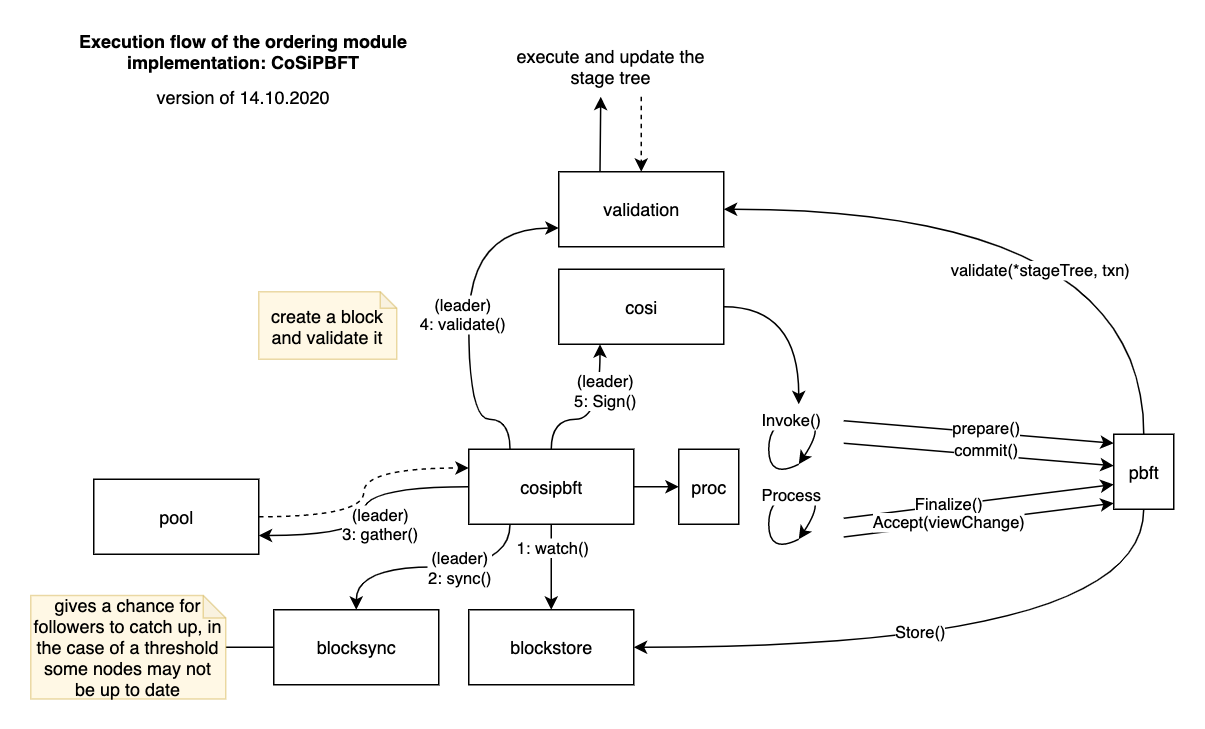 Execution flow of the ordering module
implementation: CoSiPBFT
version of 14.10.2020
execute and update the
stage tree
validation
validate(*stageTree, txn)
(leader)
4: validate()
create a block
and validate it
cosi
(leader)
5: Sign()
Invoke()
prepare()
commit()
pbft
cosipbft
proc
Process
Finalize()
Accept(viewChange)
pool
(leader)
3: gather()
1: watch()
(leader)
2: sync()
gives a chance for
followers to catch up, in
the case of a threshold
some nodes may not
be up to date
blocksync
blockstore
Store()